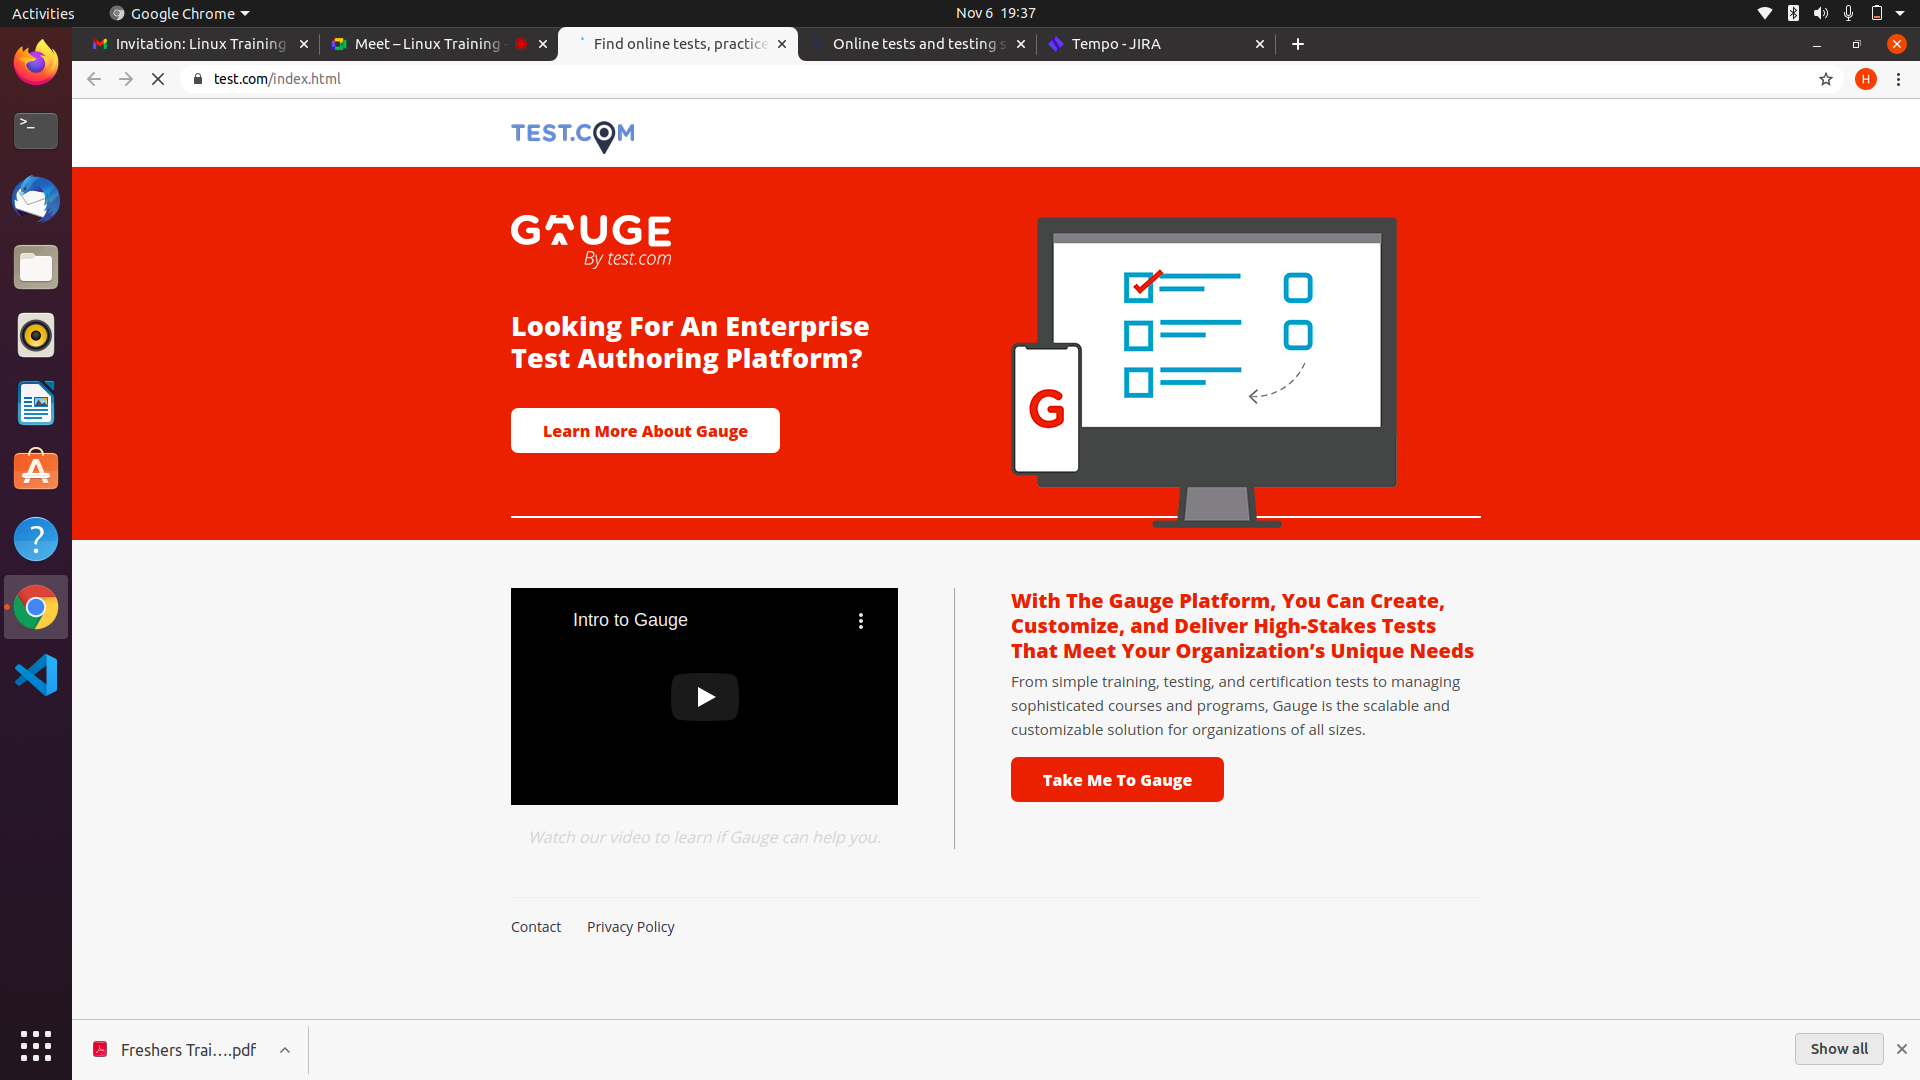 Activities
Google Chrome
Nov 6 19:37
Invitation: Linux Training
Meet – Linux Training
Find online tests, practice
Online tests and testing s
Tempo - JIRA
test.com/index.html
H
TEST.COM
GAUGE
By test.com
Looking For An Enterprise
Test Authoring Platform?
Learn More About Gauge
G
Intro to Gauge
Watch our video to learn if Gauge can help you.
With The Gauge Platform, You Can Create,
Customize, and Deliver High-Stakes Tests
That Meet Your Organization’s Unique Needs
From simple training, testing, and certification tests to managing
sophisticated courses and programs, Gauge is the scalable and
customizable solution for organizations of all sizes.
Take Me To Gauge
Contact
Privacy Policy
Freshers Trai....pdf
Show all